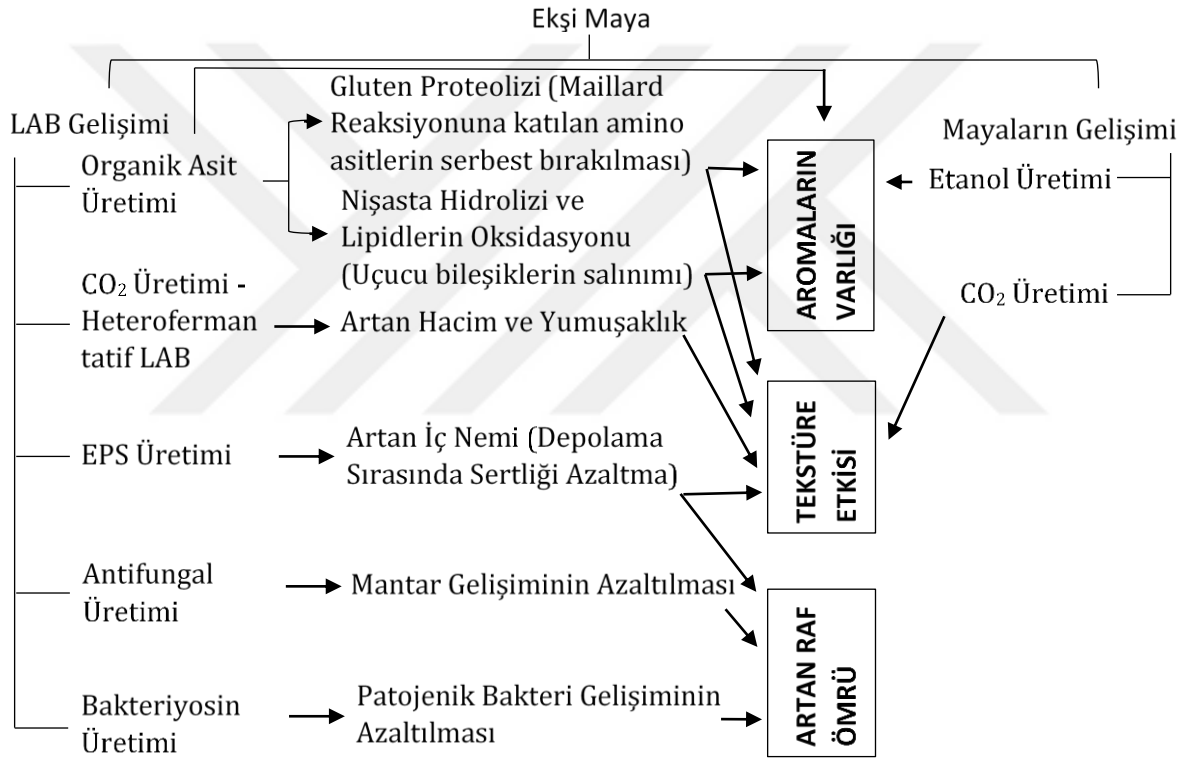 Ekşi Maya
LAB Gelişimi
Organik Asit
Üretimi
Gluten Proteolizi (Maillard
Reaksiyonuna katılan amino
asitlerin serbest bırakılması)
Nişasta Hidrolizi ve
Lipidlerin Oksidasyonu
(Uçucu bileşiklerin salınımı)
CO₂ Üretimi -
Heteroferman
tatif LAB
Artan Hacim ve Yumuşaklık
EPS Üretimi
Artan İç Nemi (Depolama
Sırasında Sertliği Azaltma)
Antifungal
Üretimi
Mantar Gelişiminin Azaltılması
Bakteriyosin
Üretimi
Patojenik Bakteri Gelişiminin
Azaltılması
AROMALARIN
VARLIĞI
TEKSTÜRE
ETKİSİ
ARTAN RAF
ÖMRÜ
Mayaların Gelişimi
Etanol Üretimi
CO₂ Üretimi